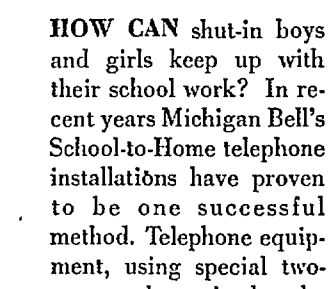 HOW CAN shut-in boys
and girls keep up with
their school work? In re-
cent years Michigan Bell's
School-to-Home telephone
installations have proven
to be one successful
method. Telephone equip-
ment, using special two-